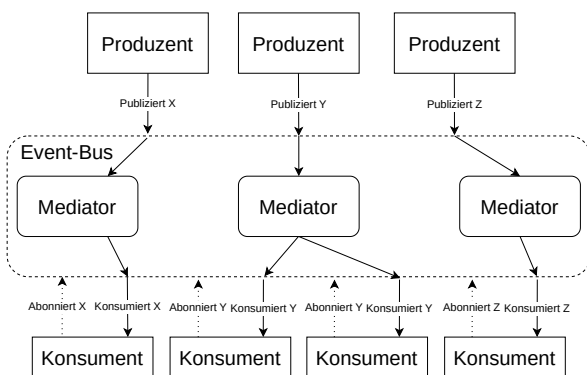 Produzent Produzent Produzent
Publiziert X Publiziert Y Publiziert Z
Event-Bus
Mediator Mediator Mediator
Abonniert X Konsumiert X Abonniert Y Konsumiert Y Abonniert Y Konsumiert Y Abonniert Z Konsumiert Z
Konsument Konsument Konsument Konsument